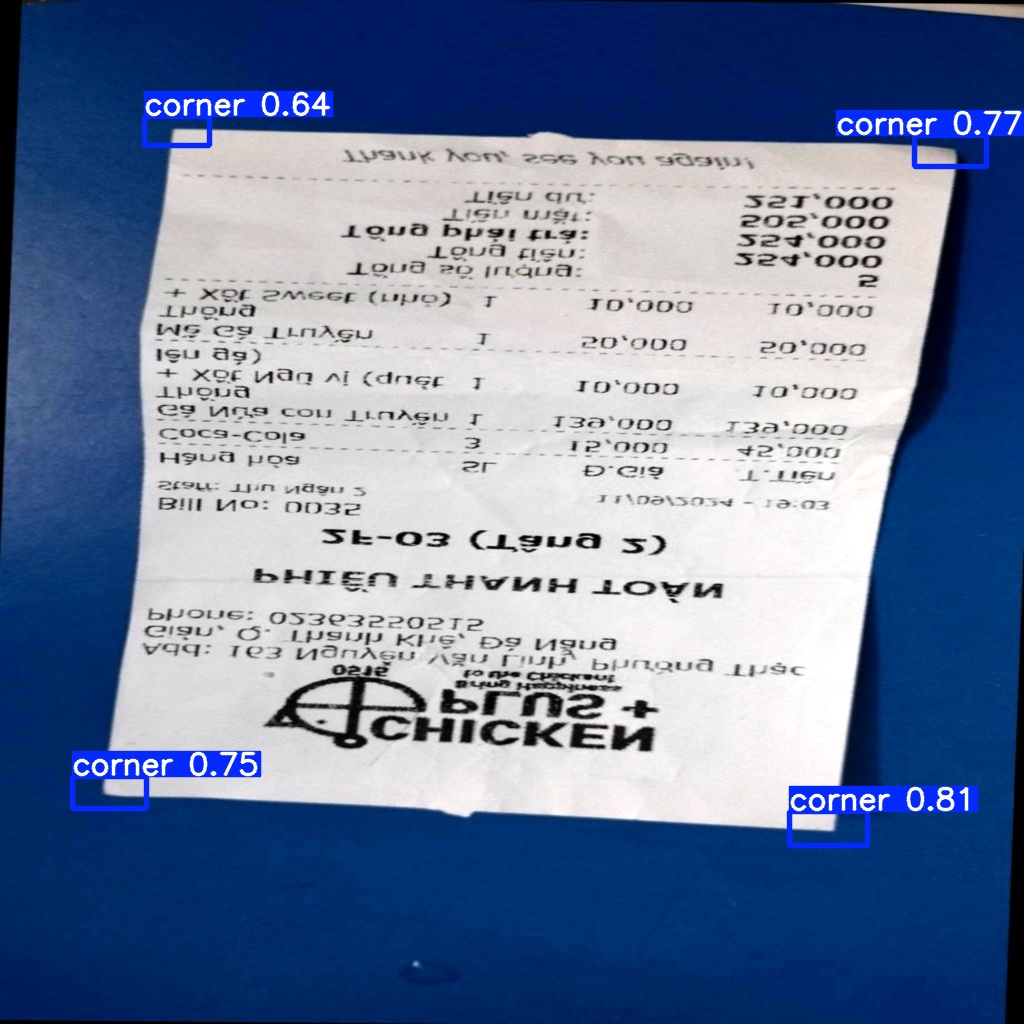 corner 0.64
corner 0.77
CHICKEN
PLUS +
Bring Happiness
to the Chicken!
0515
Add: 163 Nguyễn Văn Linh, Phường Thạc
Gián, Q. Thanh Khê, Đà Nẵng
Phone: 02363550515
PHIẾU THANH TOÁN
2F-03 (Tầng 2)
Bill No: 0035 11/09/2024 - 19:03
Staff: Thu Ngân 2
Hàng hóa SL Đ.Giá T.Tiền
Coca-Cola 3 15,000 45,000
Gà Nửa con Truyền 1 139,000 139,000
Thống
+ Xốt Ngũ vị (quét 1 10,000 10,000
lên gà)
Mề Gà Truyền 1 50,000 50,000
Thống
+ Xốt Sweet (nhỏ) 1 10,000 10,000
Tổng số lượng: 5
Tổng tiền: 254,000
Tổng phải trả: 254,000
Tiền mặt: 505,000
Tiền dư: 251,000
Thank you, see you again!
corner 0.75
corner 0.81